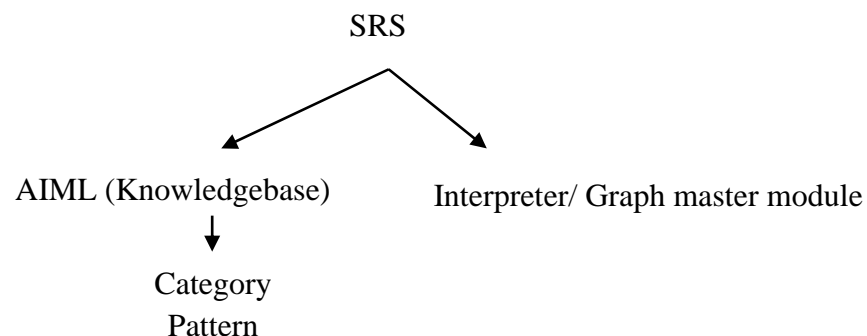 SRS
AIML (Knowledgebase)
Interpreter/ Graph master module
Category
Pattern